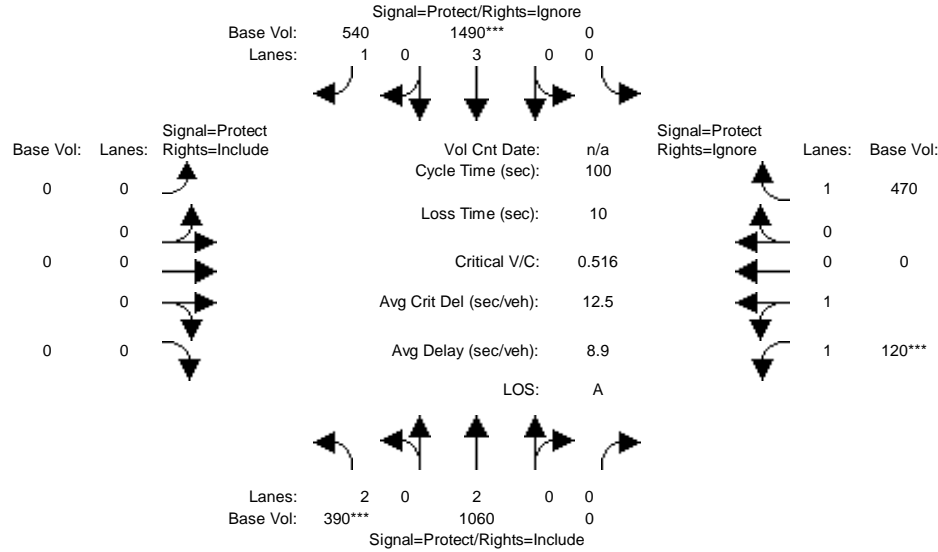 Signal=Protect/Rights=Ignore
Base Vol: 540 1490*** 0
Lanes: 1 0 3 0 0
Signal=Protect
Base Vol: Lanes: Rights=Include
Vol Cnt Date: n/a
Signal=Protect
Rights=Ignore Lanes: Base Vol:
Cycle Time (sec): 100
0 0
1 470
Loss Time (sec): 10
0
0
0 0
Critical V/C: 0.516
0 0
0
Avg Crit Del (sec/veh): 12.5
1
0 0
Avg Delay (sec/veh): 8.9
1 120***
LOS: A
Lanes: 2 0 2 0 0
Base Vol: 390*** 1060 0
Signal=Protect/Rights=Include